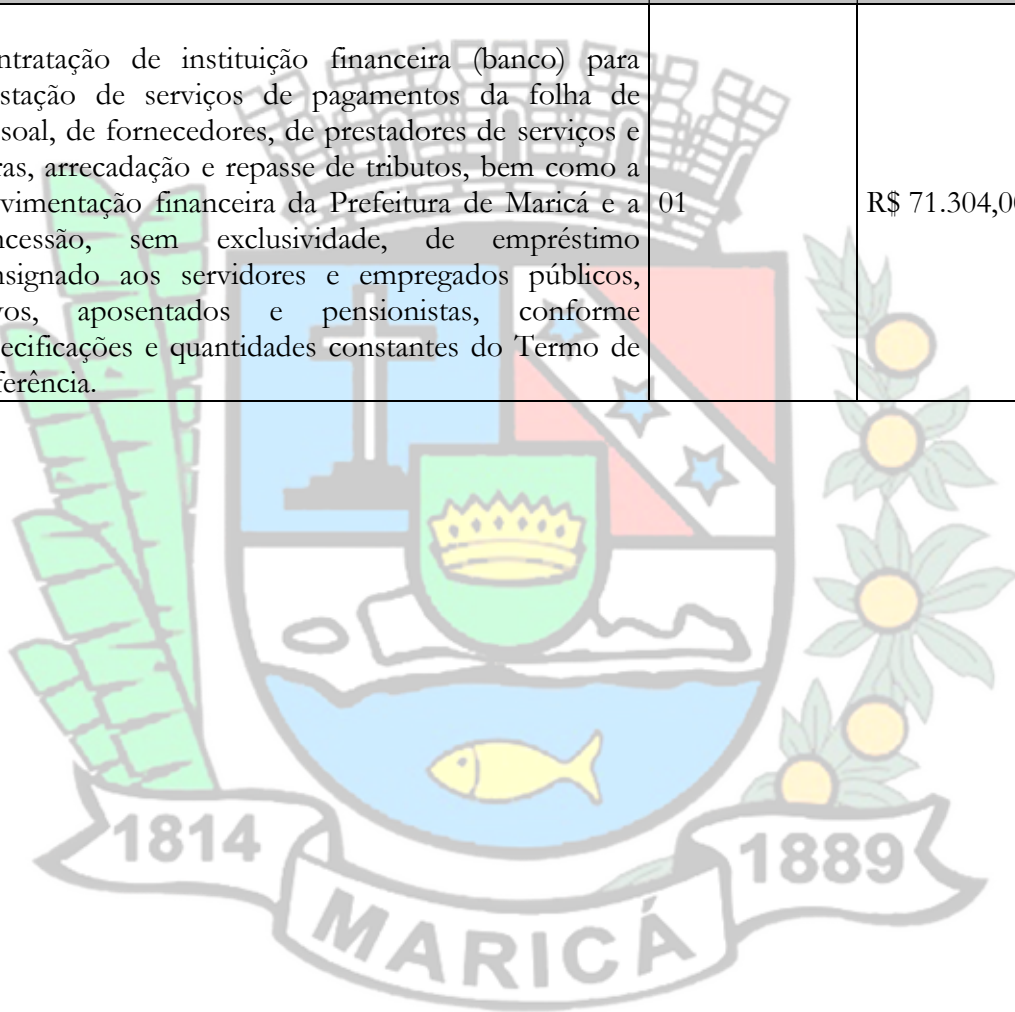 ntratação de instituição financeira (banco) para
stação de serviços de pagamentos da folha de
soal, de fornecedores, de prestadores de serviços e
ras, arrecadação e repasse de tributos, bem como a
vimentação financeira da Prefeitura de Maricá e a 01 R$ 71.304,00
ncessão, sem exclusividade, de empréstimo
nsignado aos servidores e empregados públicos,
vos, aposentados e pensionistas, conforme
ecificações e quantidades constantes do Termo de
ferência.
1814
1889
MARICÁ